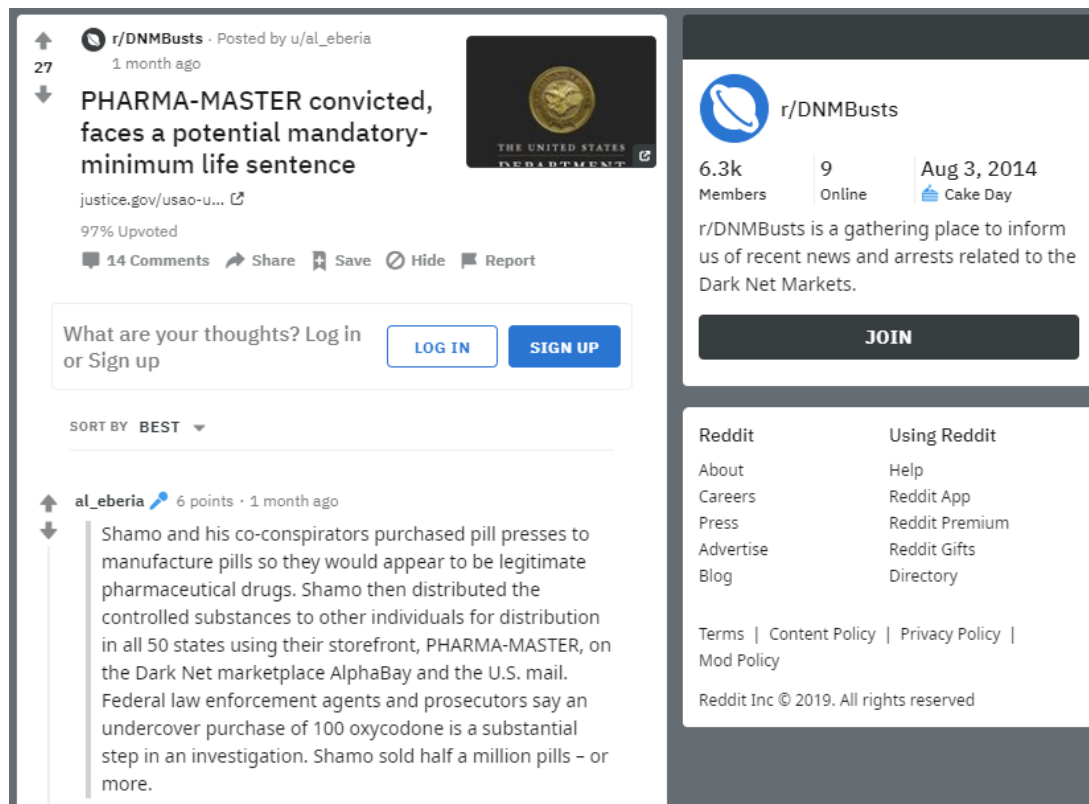 r/DNMBusts · Posted by u/al_eberia
1 month ago
27
PHARMA-MASTER convicted,
faces a potential mandatory-
minimum life sentence
THE UNITED STATES
DEPARTMENT
justice.gov/usao-u...
97% Upvoted
14 Comments Share Save Hide Report
What are your thoughts? Log in
or Sign up
LOG IN
SIGN UP
SORT BY BEST
al_eberia 6 points · 1 month ago
Shamo and his co-conspirators purchased pill presses to
manufacture pills so they would appear to be legitimate
pharmaceutical drugs. Shamo then distributed the
controlled substances to other individuals for distribution
in all 50 states using their storefront, PHARMA-MASTER, on
the Dark Net marketplace AlphaBay and the U.S. mail.
Federal law enforcement agents and prosecutors say an
undercover purchase of 100 oxycodone is a substantial
step in an investigation. Shamo sold half a million pills – or
more.
r/DNMBusts
6.3k 9 Aug 3, 2014
Members Online Cake Day
r/DNMBusts is a gathering place to inform
us of recent news and arrests related to the
Dark Net Markets.
JOIN
Reddit Using Reddit
About Help
Careers Reddit App
Press Reddit Premium
Advertise Reddit Gifts
Blog Directory
Terms | Content Policy | Privacy Policy |
Mod Policy
Reddit Inc © 2019. All rights reserved